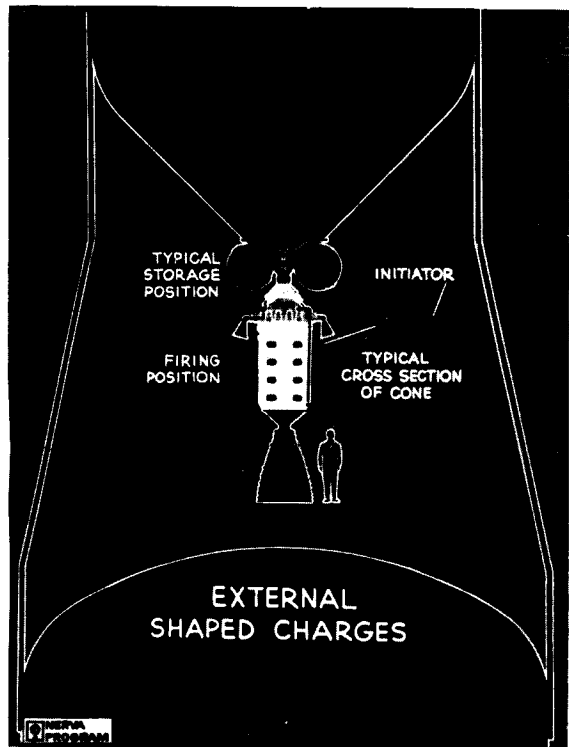 TYPICAL
STORAGE
POSITION
INITIATOR
FIRING
POSITION
TYPICAL
CROSS SECTION
OF CONE
EXTERNAL
SHAPED CHARGES
NERVA
PROGRAM